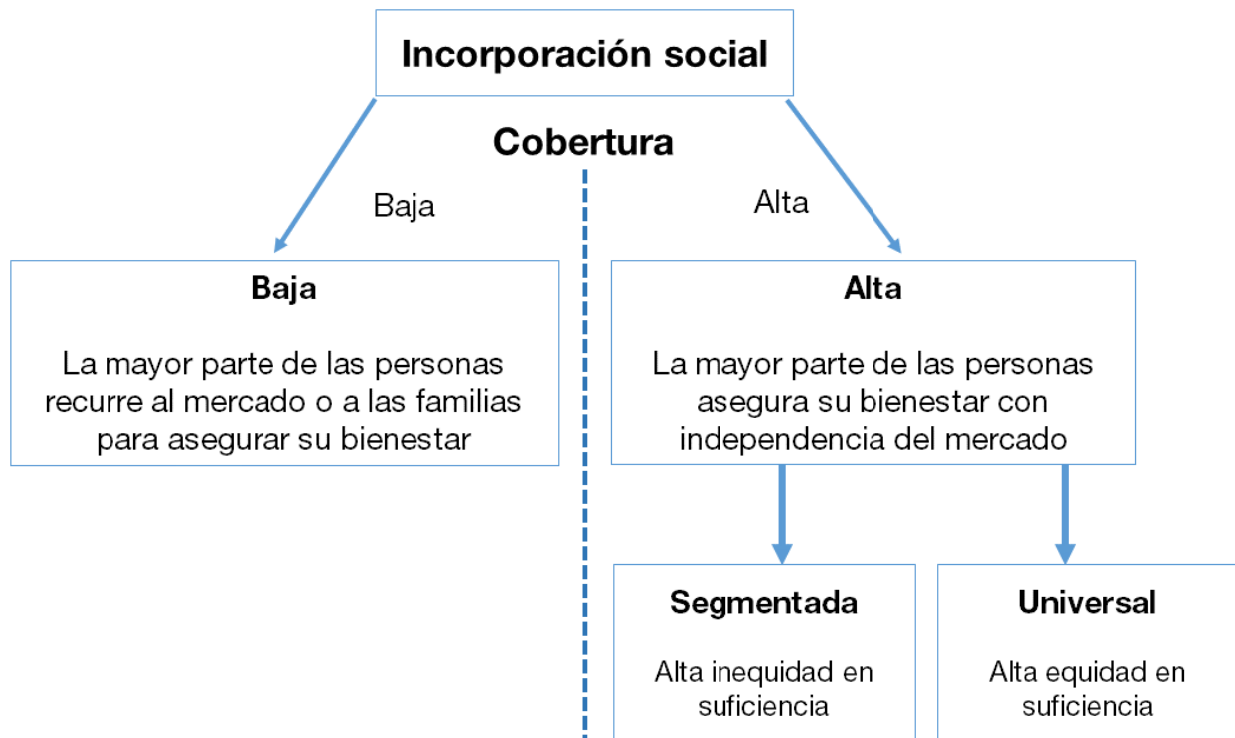 Incorporación social
Cobertura
Baja
Alta
Baja
La mayor parte de las personas
recurre al mercado o a las familias
para asegurar su bienestar
Alta
La mayor parte de las personas
asegura su bienestar con
independencia del mercado
Segmentada
Alta inequidad en
suficiencia
Universal
Alta equidad en
suficiencia